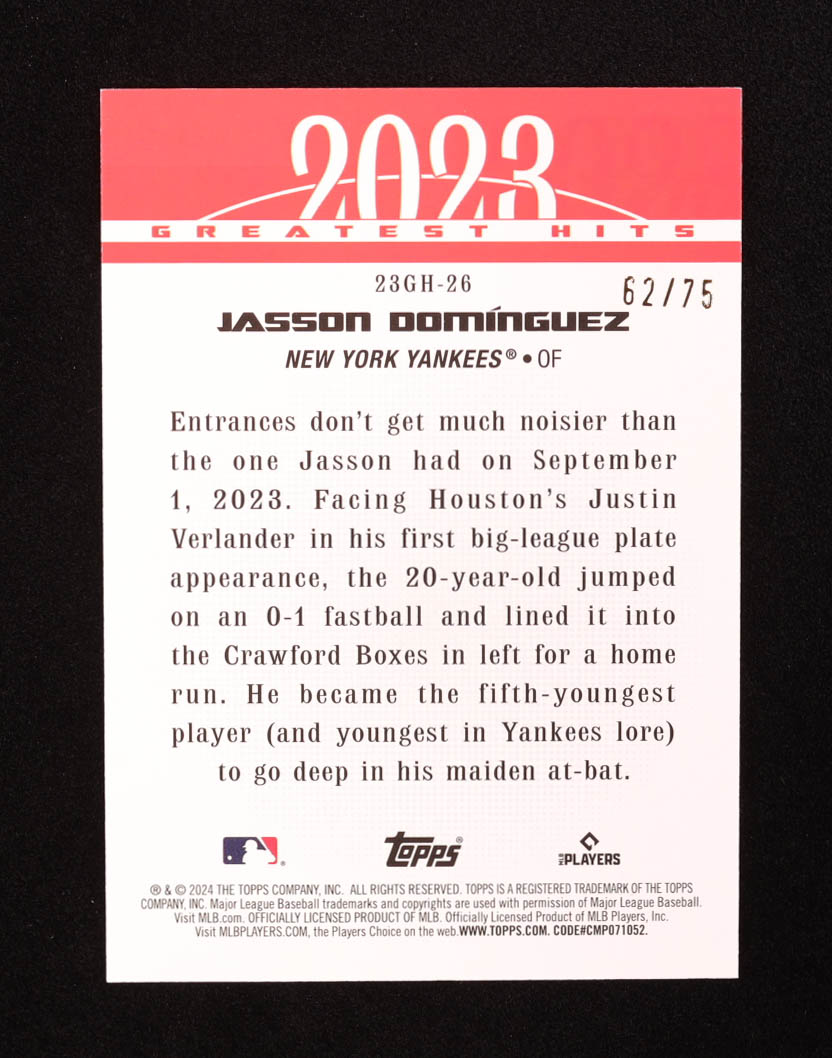 2023
GREATEST HITS
23GH-26
62/75
JASSON DOMÍNGUEZ
NEW YORK YANKEES® • OF
Entrances don't get much noisier than
the one Jasson had on September
1, 2023. Facing Houston's Justin
Verlander in his first big-league plate
appearance, the 20-year-old jumped
on an 0-1 fastball and lined it into
the Crawford Boxes in left for a home
run. He became the fifth-youngest
player (and youngest in Yankees lore)
to go deep in his maiden at-bat.
® Topps® MLB PLAYERS
® & © 2024 THE TOPPS COMPANY, INC. ALL RIGHTS RESERVED. TOPPS IS A REGISTERED TRADEMARK OF THE TOPPS
COMPANY, INC. Major League Baseball trademarks and copyrights are used with permission of Major League Baseball.
Visit MLB.com. OFFICIALLY LICENSED PRODUCT OF MLB. Officially Licensed Product of MLB Players, Inc.
Visit MLBPLAYERS.COM, the Players Choice on the web.WWW.TOPPS.COM. CODE#CMP071052.